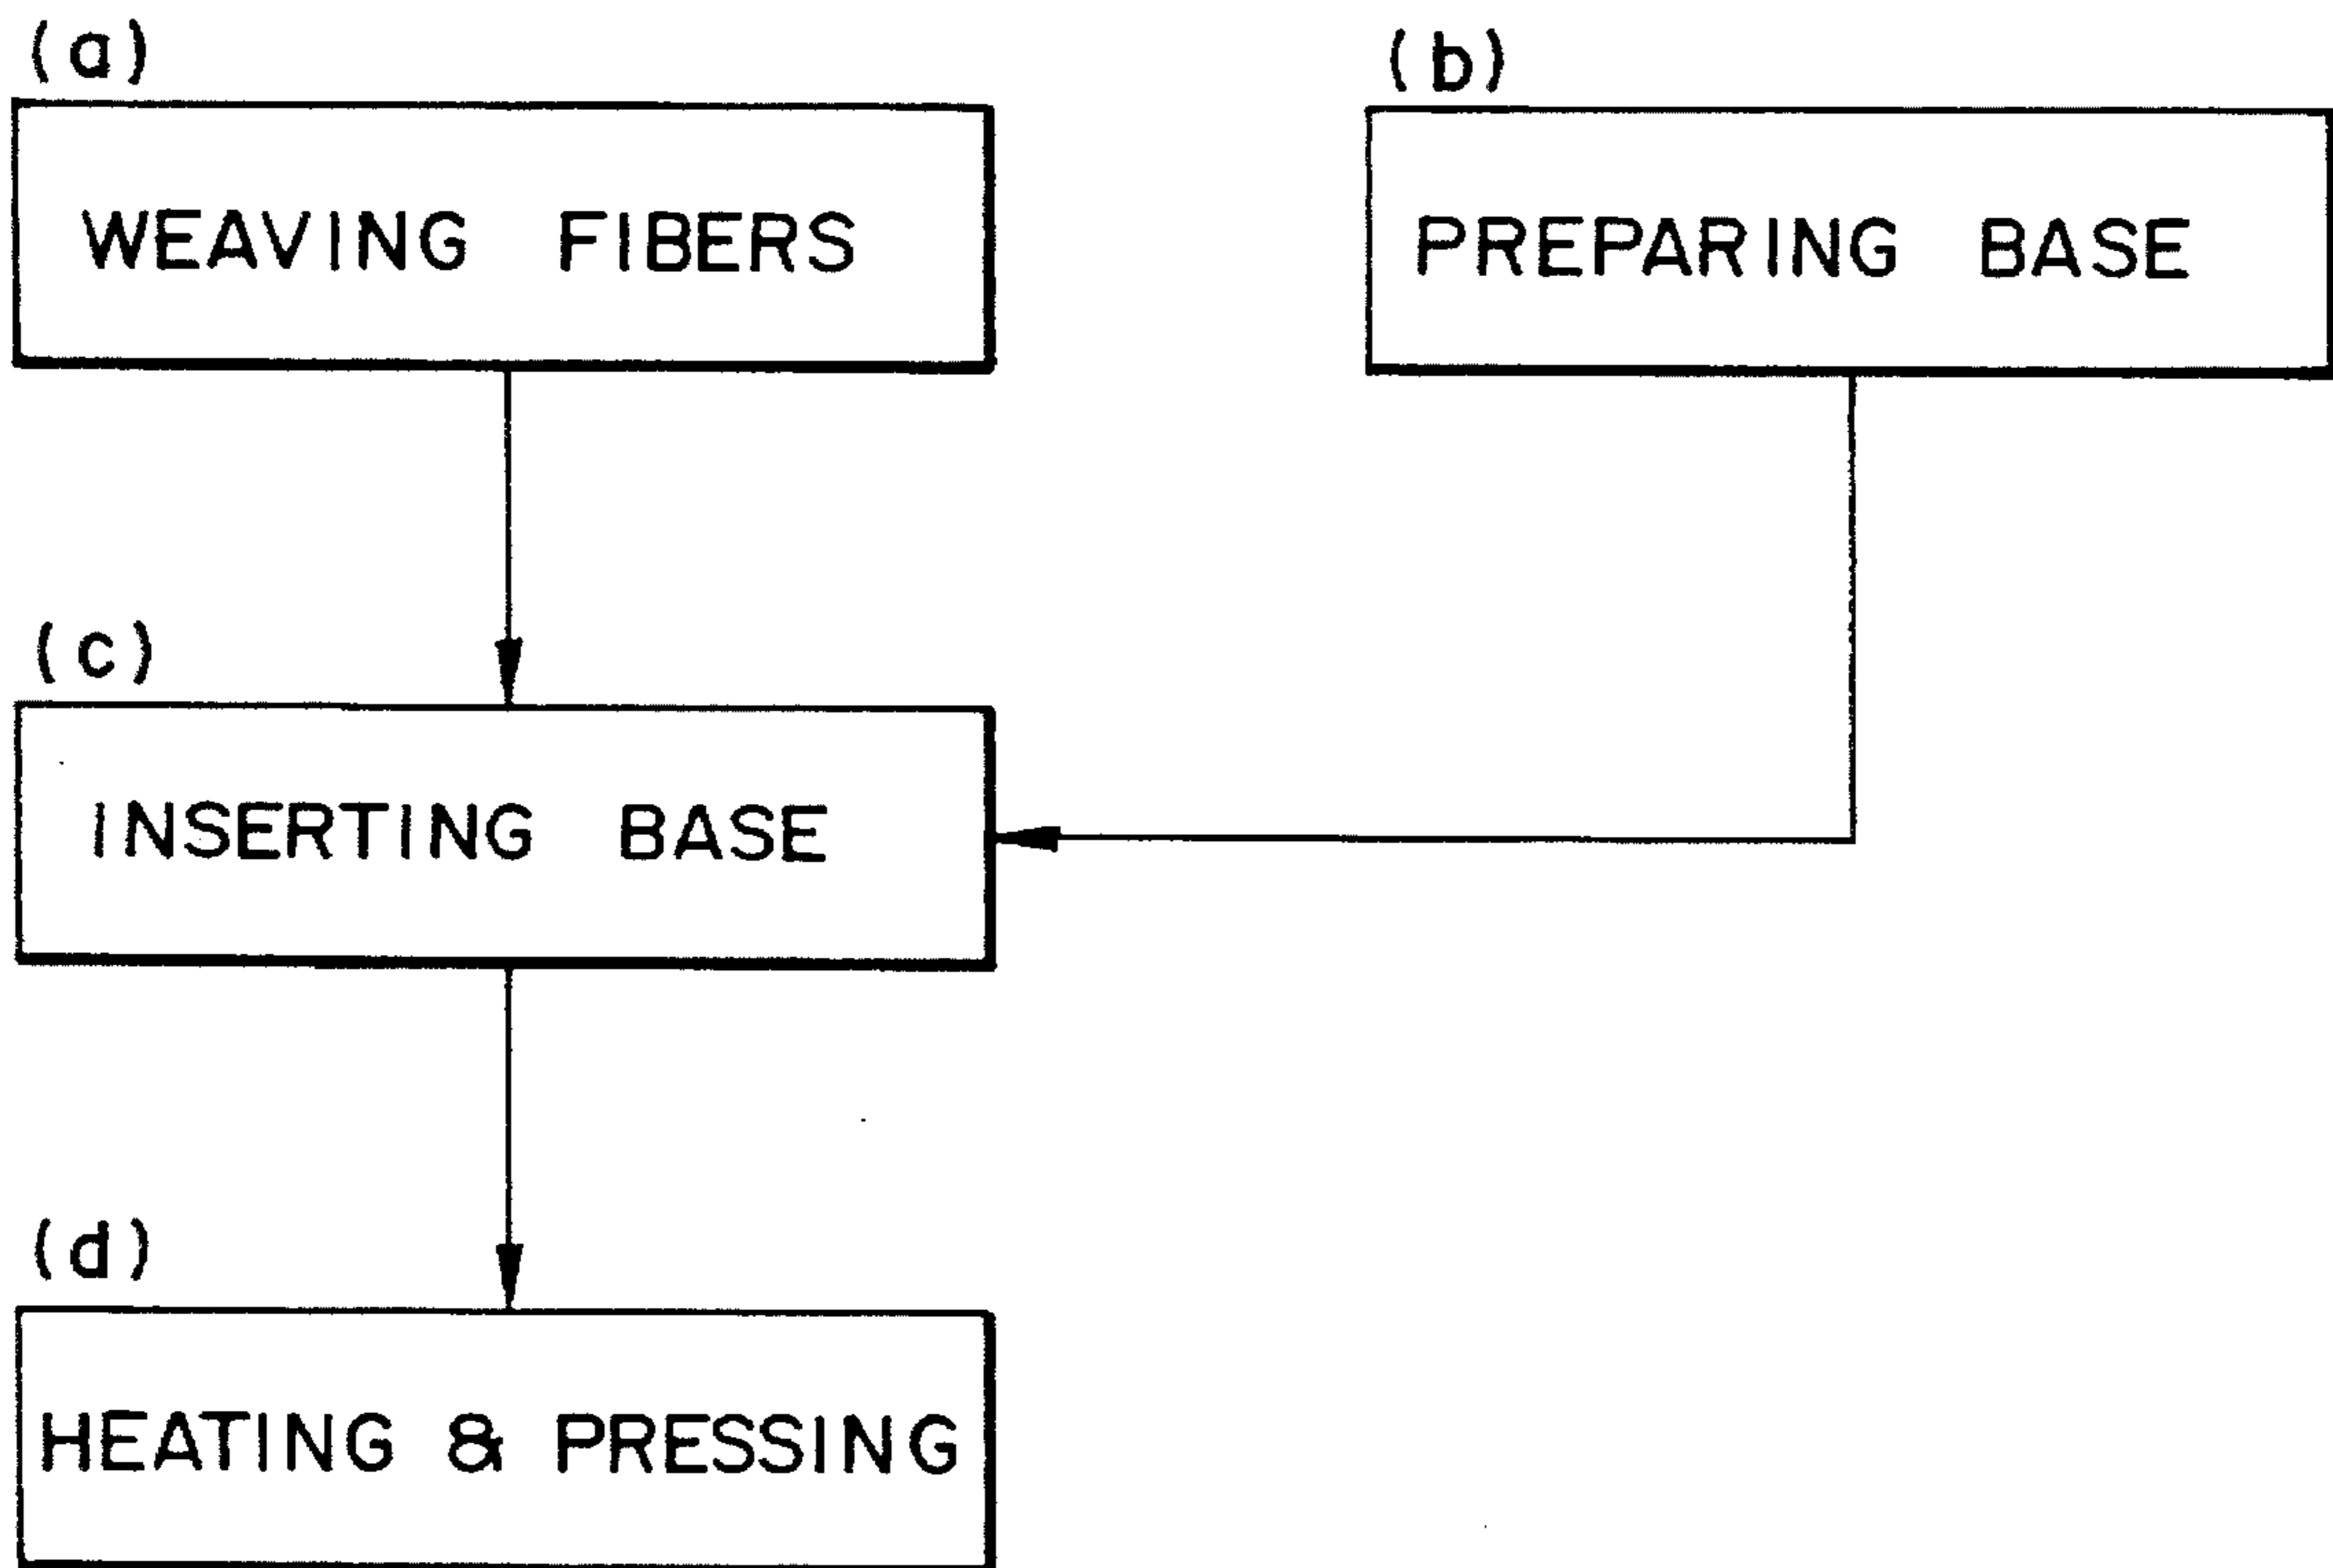 (a)
WEAVING FIBERS
(b)
PREPARING BASE
(c)
INSERTING BASE
(d)
HEATING & PRESSING